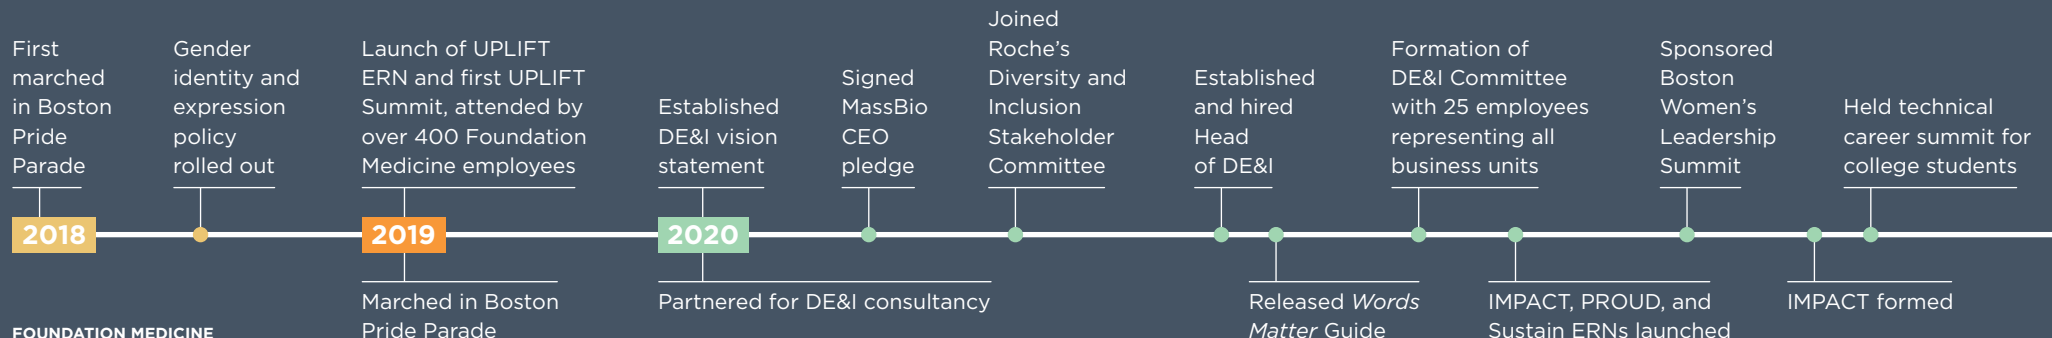 First
marched
in Boston
Pride
Parade
Gender
identity and
expression
policy
rolled out
Launch of UPLIFT
ERN and first UPLIFT
Summit, attended by
over 400 Foundation
Medicine employees
Established
DE&I vision
statement
Signed
MassBio
CEO
pledge
Joined
Roche’s
Diversity and
Inclusion
Stakeholder
Committee
Established
and hired
Head
of DE&I
Formation of
DE&I Committee
with 25 employees
representing all
business units
Sponsored
Boston
Women’s
Leadership
Summit
Held technical
career summit for
college students
2018
2019
2020
Marched in Boston
Pride Parade
Partnered for DE&I consultancy
Released Words
Matter Guide
IMPACT, PROUD, and
Sustain ERNs launched
IMPACT formed
FOUNDATION MEDICINE